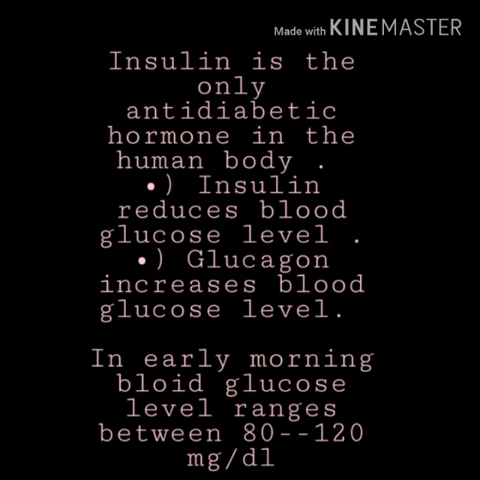 Made with KINEMASTER
Insulin is the
only
antidiabetic
hormone in the
human body .
•) Insulin
reduces blood
glucose level .
•) Glucagon
increases blood
glucose level.
In early morning
bloid glucose
level ranges
between 80--120
mg/dl